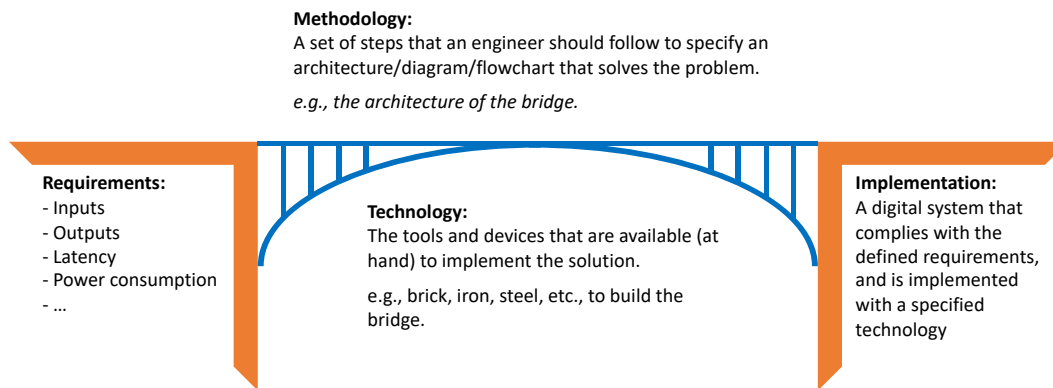 Methodology:
A set of steps that an engineer should follow to specify an
architecture/diagram/flowchart that solves the problem.
e.g., the architecture of the bridge.
Requirements:
- Inputs
- Outputs
- Latency
- Power consumption
- ...
Technology:
The tools and devices that are available (at
hand) to implement the solution.
e.g., brick, iron, steel, etc., to build the
bridge.
Implementation:
A digital system that
complies with the
defined requirements,
and is implemented
with a specified
technology